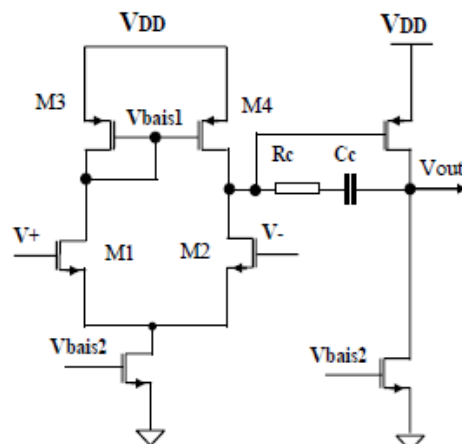 VDD
VDD
M3
Vbais1
M4
Rc
Cc
Vout
V+
M1
M2
V-
Vbais2
Vbais2